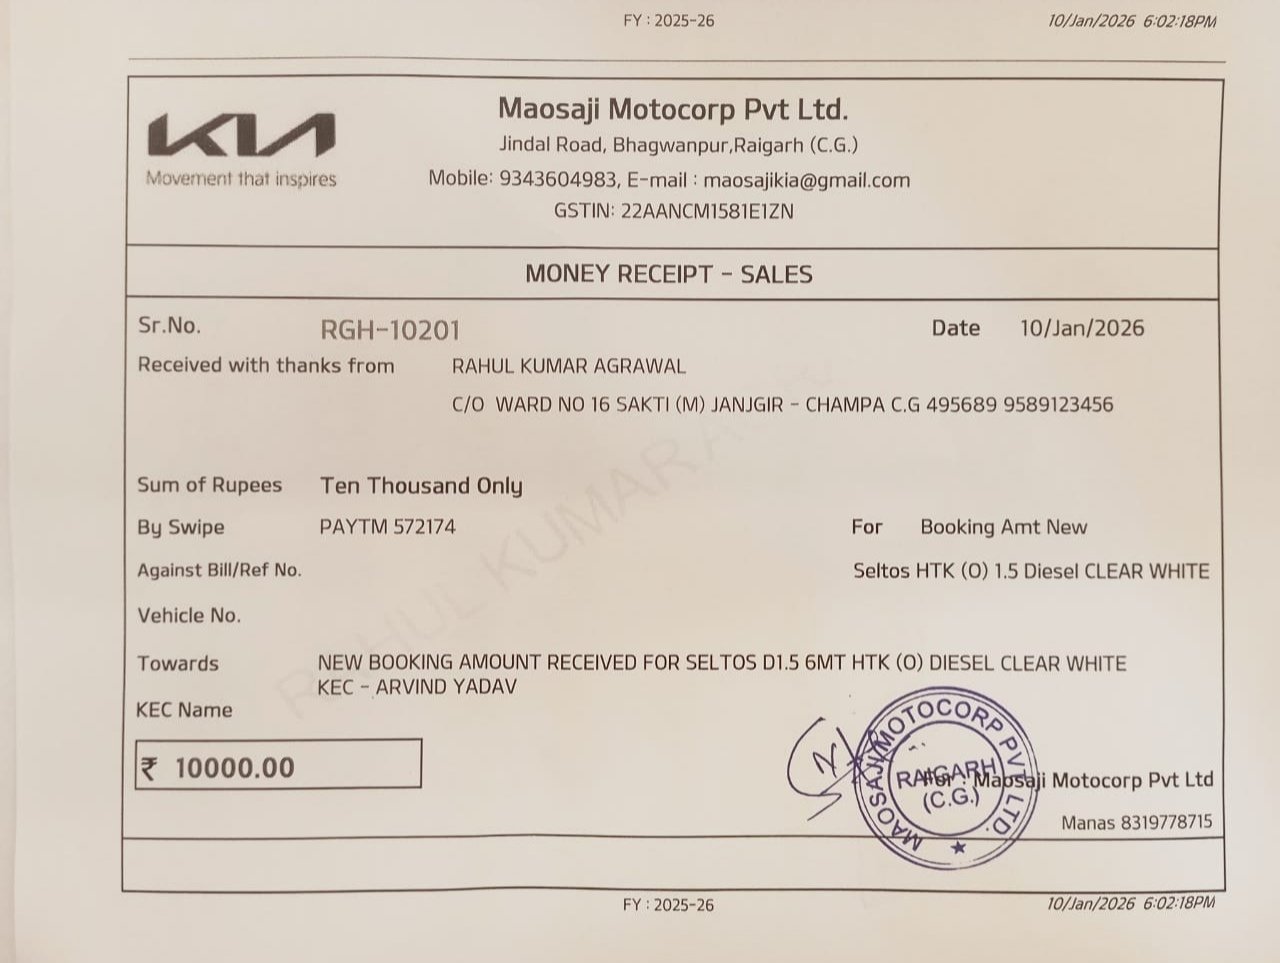 FY : 2025-26 10/Jan/2026 6:02:18PM
KIA
Movement that inspires
Maosaji Motocorp Pvt Ltd.
Jindal Road, Bhagwanpur,Raigarh (C.G.)
Mobile: 9343604983, E-mail : maosajikia@gmail.com
GSTIN: 22AANCM1581E1ZN
MONEY RECEIPT - SALES
Sr.No. RGH-10201 Date 10/Jan/2026
Received with thanks from RAHUL KUMAR AGRAWAL
C/O WARD NO 16 SAKTI (M) JANJGIR - CHAMPA C.G 495689 9589123456
Sum of Rupees Ten Thousand Only
By Swipe PAYTM 572174 For Booking Amt New
Against Bill/Ref No. Seltos HTK (O) 1.5 Diesel CLEAR WHITE
Vehicle No.
Towards NEW BOOKING AMOUNT RECEIVED FOR SELTOS D1.5 6MT HTK (O) DIESEL CLEAR WHITE
KEC - ARVIND YADAV
KEC Name
₹ 10000.00
RAHUL KUMAR
MAOSAJI MOTOCORP PVT. LTD.
RAIGARH
(C.G.)
For : Maosaji Motocorp Pvt Ltd
Manas 8319778715
FY : 2025-26 10/Jan/2026 6:02:18PM